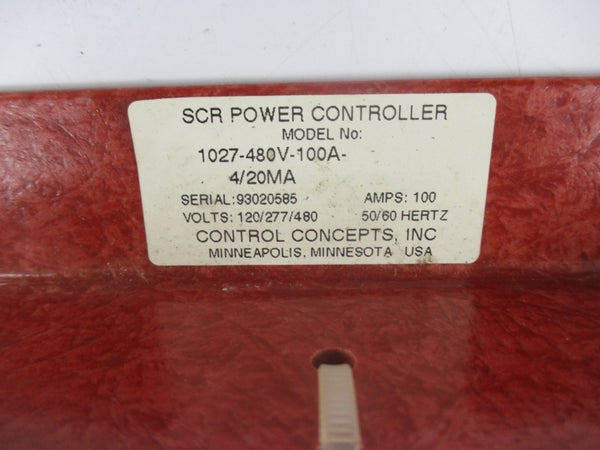 SCR POWER CONTROLLER
MODEL No:
1027-480V-100A-
4/20MA
SERIAL:93020585 AMPS: 100
VOLTS: 120/277/480 50/60 HERTZ
CONTROL CONCEPTS, INC
MINNEAPOLIS, MINNESOTA USA